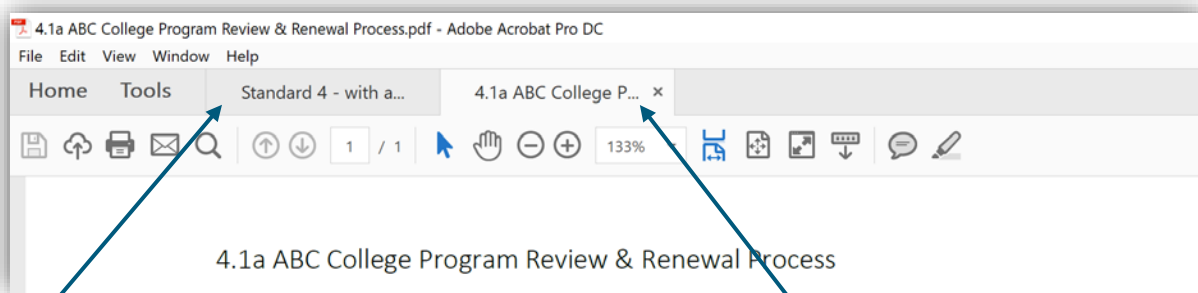 4.1a ABC College Program Review & Renewal Process.pdf - Adobe Acrobat Pro DC
File Edit View Window Help
Home Tools Standard 4 - with a... 4.1a ABC College P... ×
1 / 1 133%
4.1a ABC College Program Review & Renewal Process